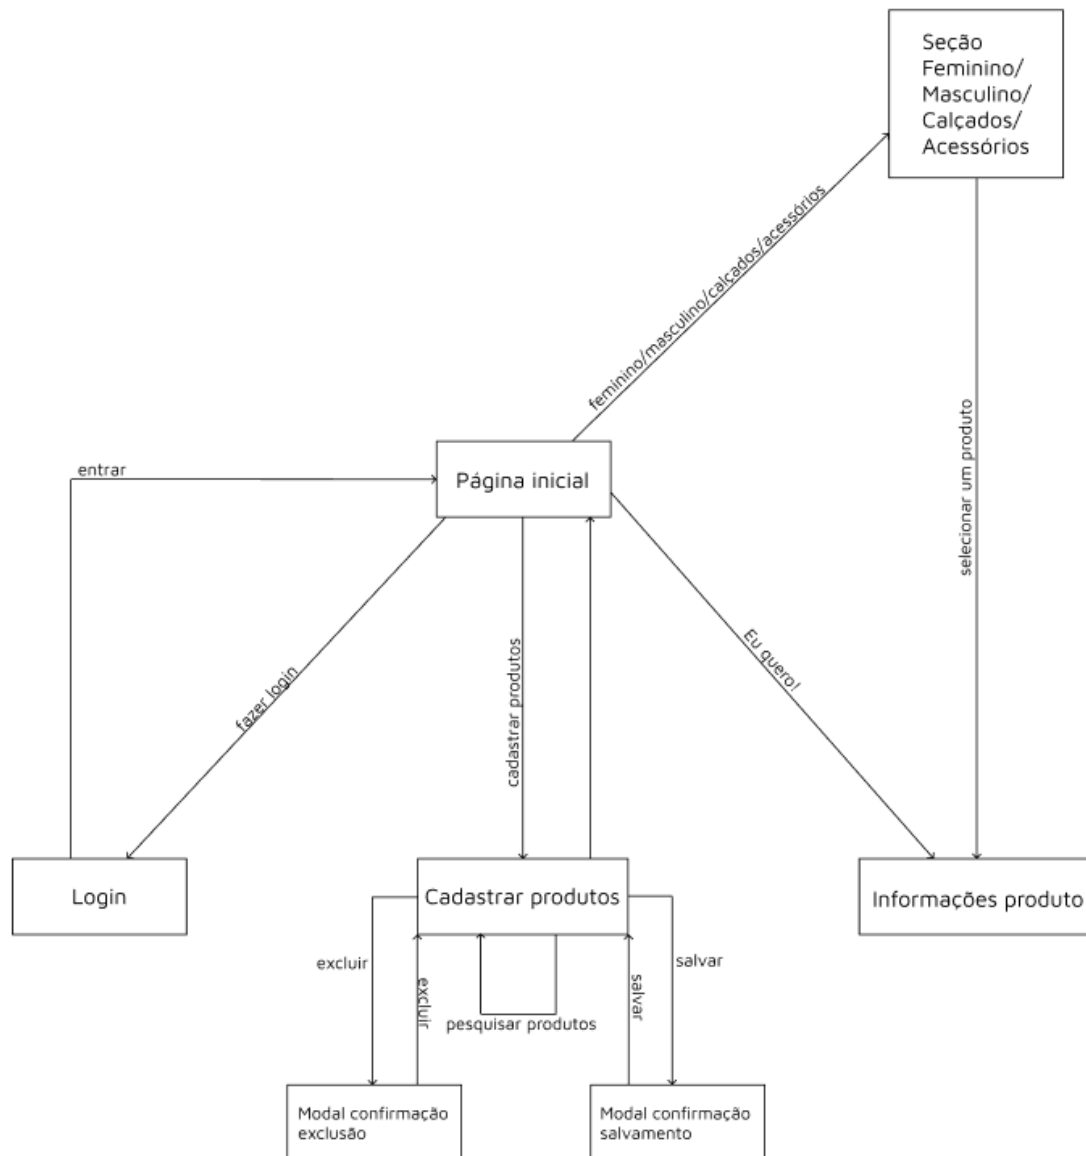 Seção
Feminino/
Masculino/
Calçados/
Acessórios
feminino/masculino/calçados/acessórios
entrar
Página inicial
selecionar um produto
fazer login
cadastrar produtos
Eu quero!
Login
Cadastrar produtos
Informações produto
excluir
excluir
pesquisar produtos
salvar
salvar
Modal confirmação
exclusão
Modal confirmação
salvamento